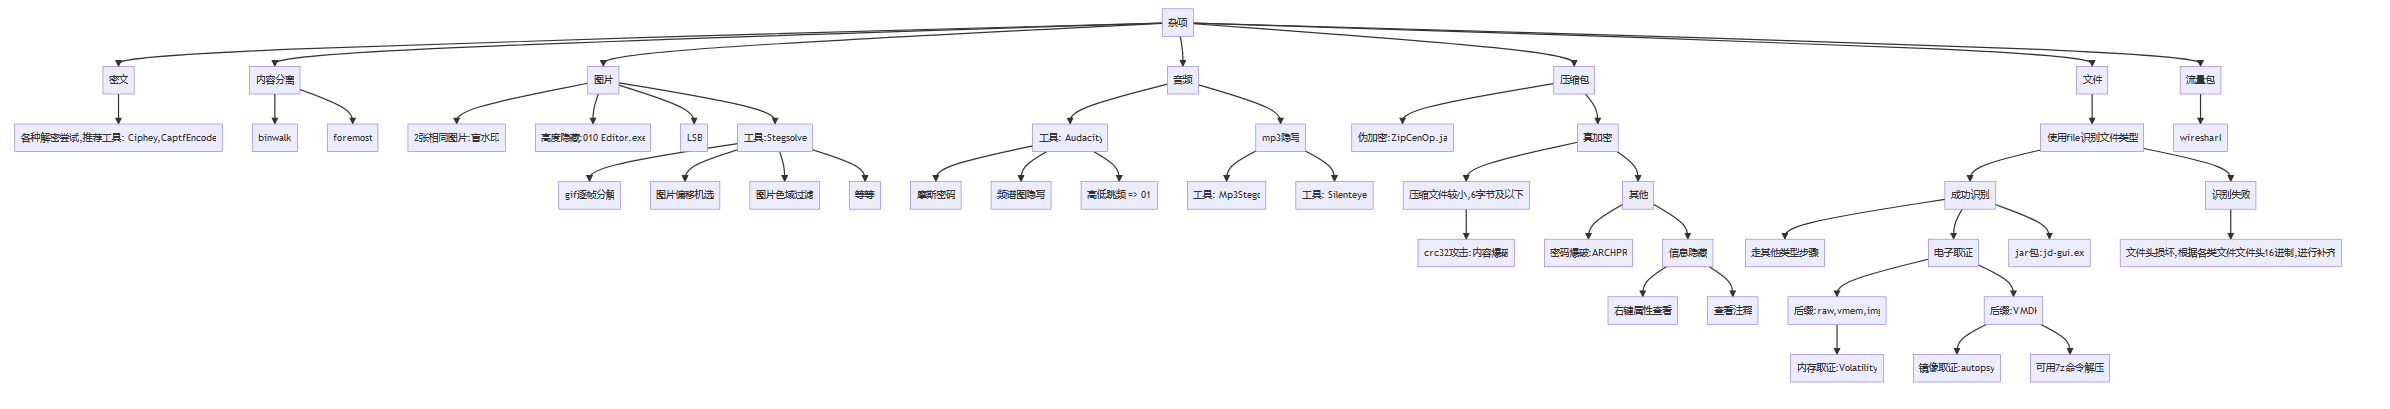 杂项
密文
内容分离
图片
音频
压缩包
文件
流量包
各种解密尝试,推荐工具: Ciphey,CaptfEncode
binwalk
foremost
2张相同图片:盲水印
高度隐藏:010 Editor.exe
LSB
工具:Stegsolve
工具: Audacity
mp3隐写
伪加密:ZipCenOp.ja
真加密
使用file识别文件类型
wireshark
gif逐帧分解
图片偏移机选
图片色域过滤
等等
摩斯密码
频谱图隐写
高低跳频 => 01
工具: Mp3Stego
工具: Silenteye
压缩文件较小,6字节及以下
其他
成功识别
识别失败
crc32攻击:内容爆破
密码爆破:ARCHPR
信息隐藏
走其他类型步骤
电子取证
jar包:jd-gui.ex
文件头损坏,根据各类文件文件头16进制,进行补齐
右键属性查看
查看注释
后缀:raw,vmem,img
后缀:VMDK
内存取证:Volatility
镜像取证:autopsy
可用7z命令解压